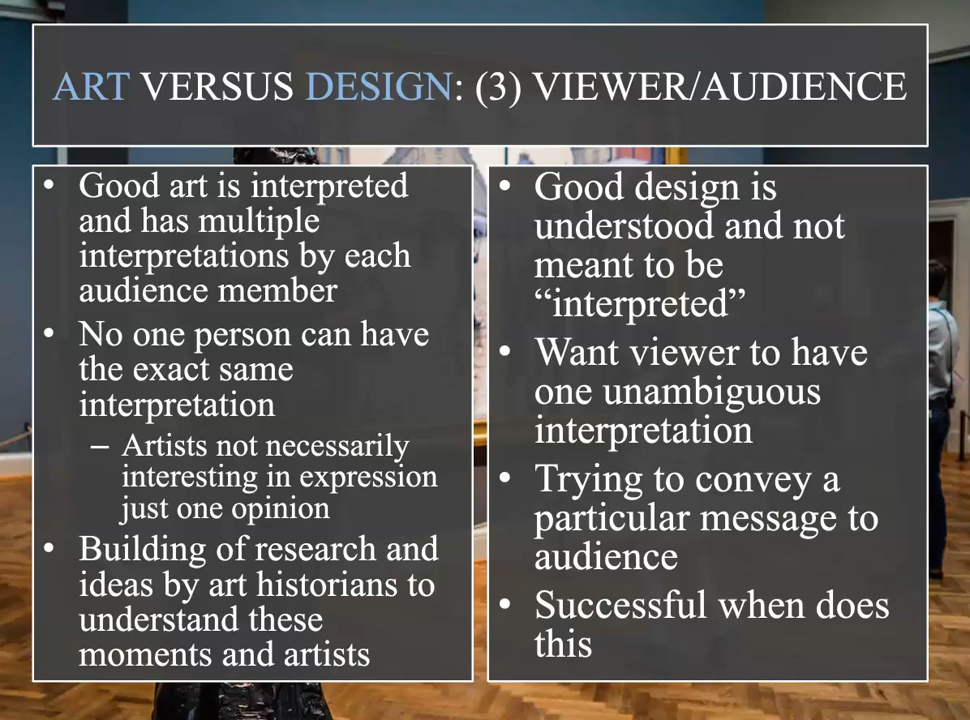 ART VERSUS DESIGN: (3) VIEWER/AUDIENCE
• Good art is interpreted
and has multiple
interpretations by each
audience member
• No one person can have
the exact same
interpretation
– Artists not necessarily
interesting in expression
just one opinion
• Building of research and
ideas by art historians to
understand these
moments and artists
• Good design is
understood and not
meant to be
“interpreted”
• Want viewer to have
one unambiguous
interpretation
• Trying to convey a
particular message to
audience
• Successful when does
this